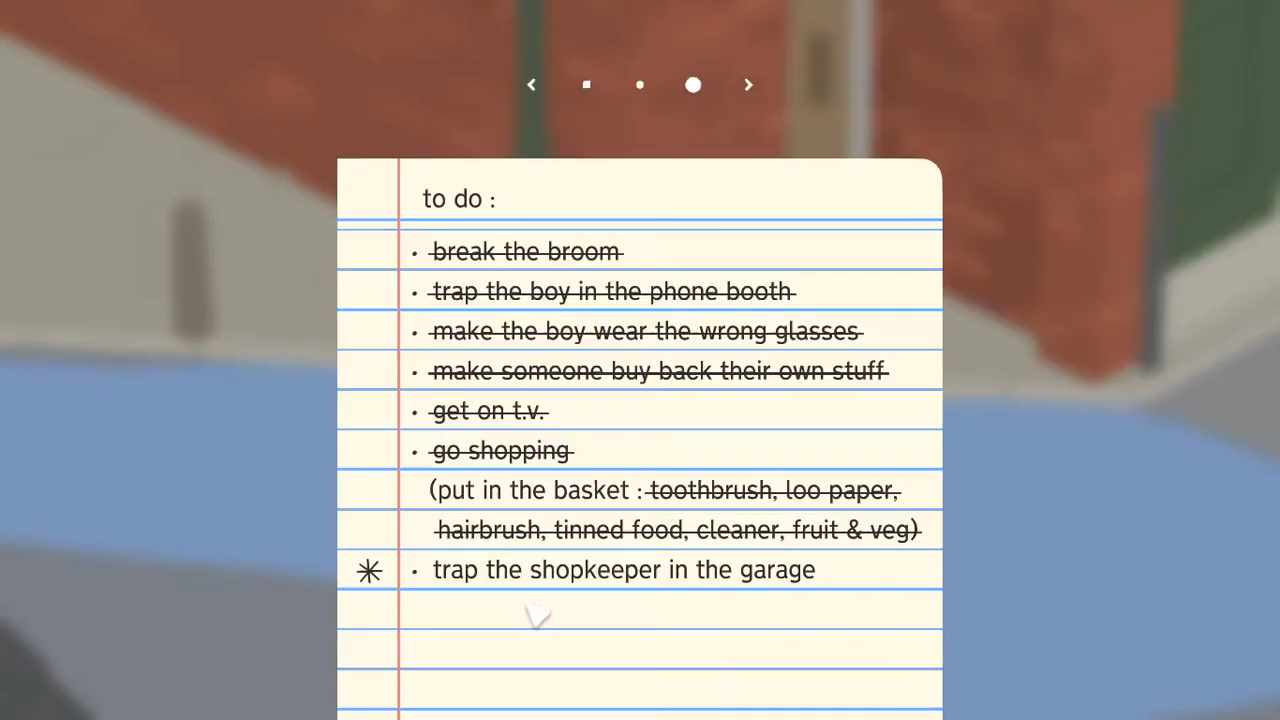 to do :
· break the broom
· trap the boy in the phone booth
· make the boy wear the wrong glasses
· make someone buy back their own stuff
· get on t.v.
· go shopping
(put in the basket : toothbrush, loo paper,
hairbrush, tinned food, cleaner, fruit & veg)
· trap the shopkeeper in the garage